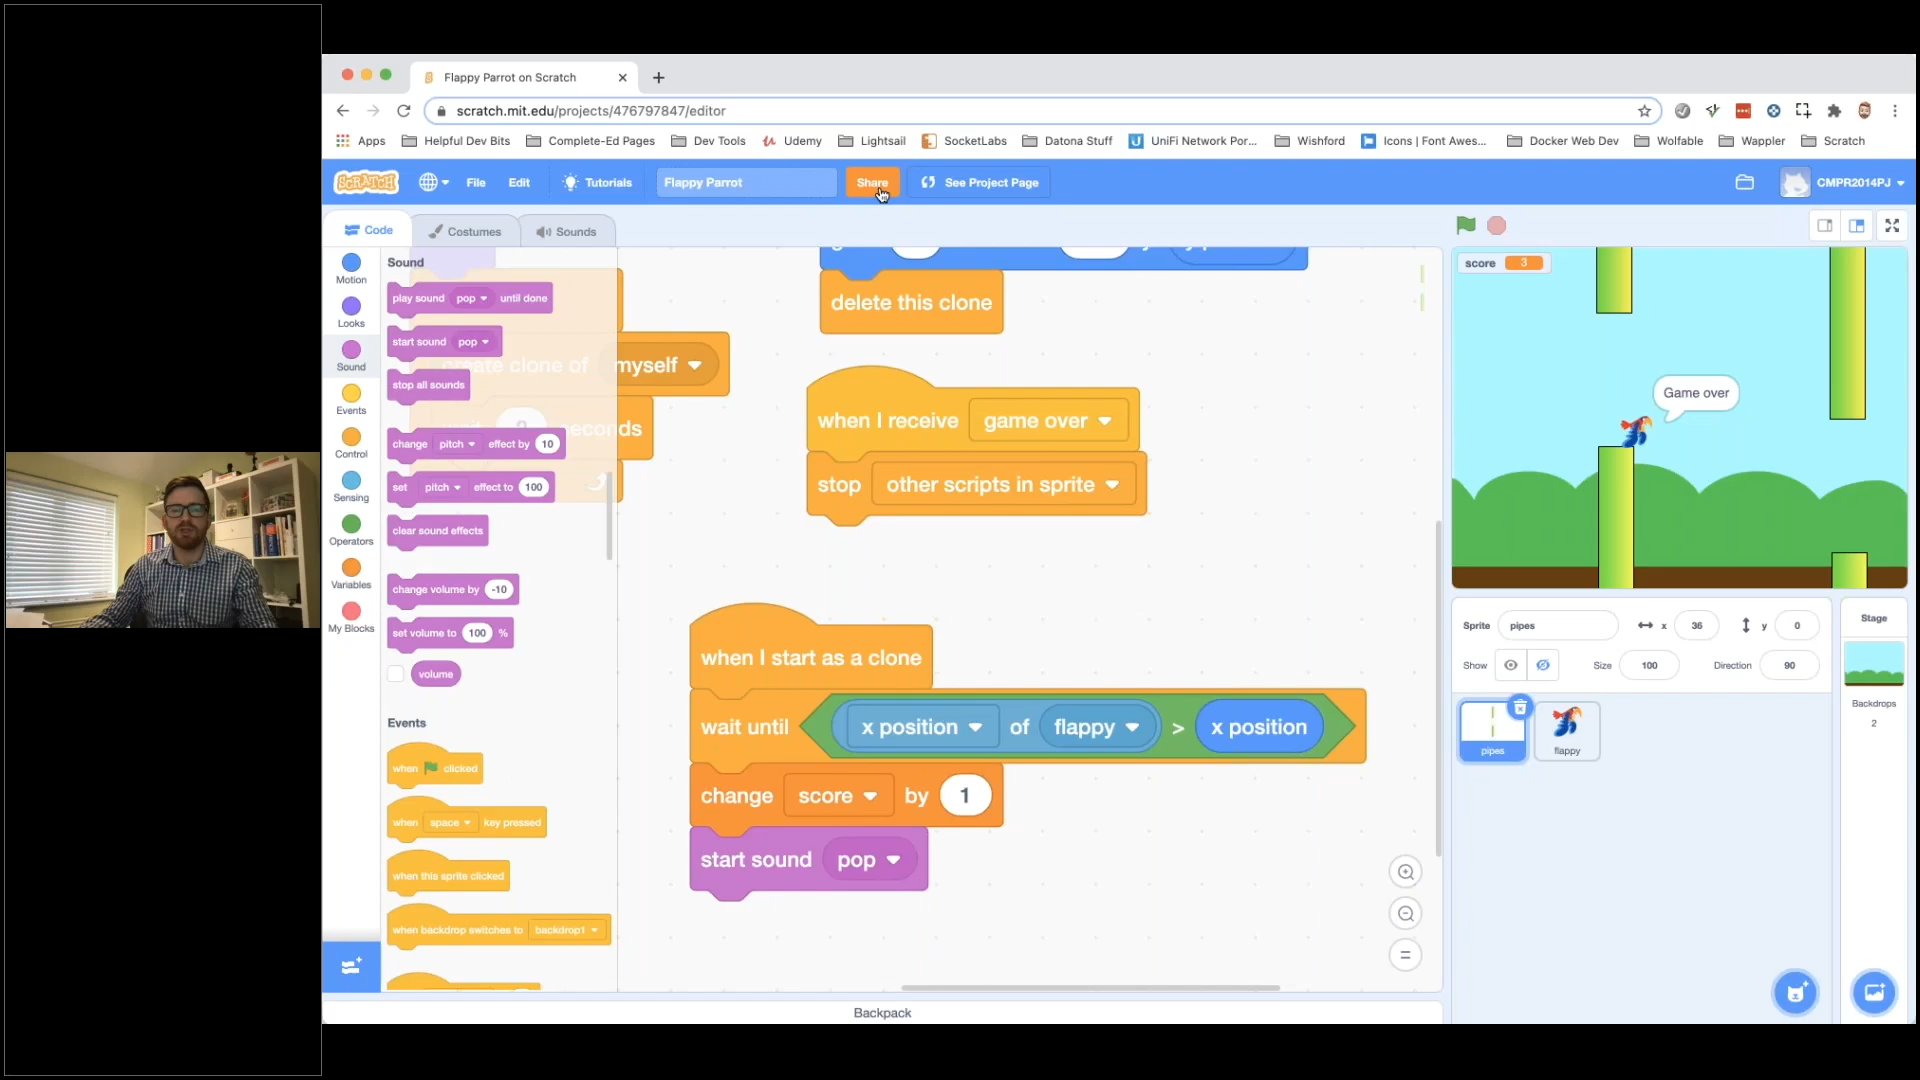 Flappy Parrot on Scratch
scratch.mit.edu/projects/476797847/editor
Apps Helpful Dev Bits Complete-Ed Pages Dev Tools Udemy Lightsail SocketLabs Datona Stuff UniFi Network Por... Wishford Icons | Font Awes... Docker Web Dev Wolfable Wappler Scratch
SCRATCH File Edit Tutorials Flappy Parrot Share See Project Page CMPR2014PJ
Code Costumes Sounds
Motion
Looks
Sound
Events
Control
Sensing
Operators
Variables
My Blocks
Sound
play sound pop until done
start sound pop
stop all sounds
change pitch effect by 10
set pitch effect to 100
clear sound effects
change volume by -10
set volume to 100 %
volume
Events
when clicked
when space key pressed
when this sprite clicked
when backdrop switches to backdrop1
create clone of myself
seconds
delete this clone
when I receive game over
stop other scripts in sprite
when I start as a clone
wait until x position of flappy > x position
change score by 1
start sound pop
Backpack
score 3
Game over
Sprite pipes x 36 y 0
Show Size 100 Direction 90
pipes
flappy
Stage
Backdrops
2